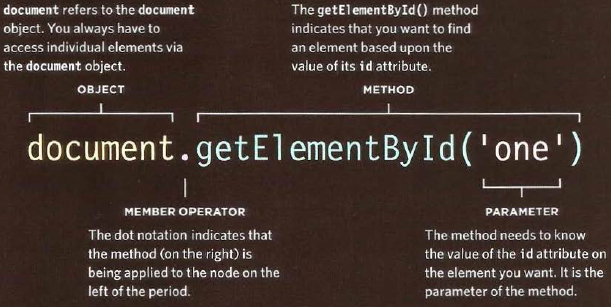 document refers to the document
object. You always have to
access individual elements via
the document object.
The getElementById() method
indicates that you want to find
an element based upon the
value of its id attribute.
OBJECT
METHOD
document.getElementById('one')
MEMBER OPERATOR
The dot notation indicates that
the method (on the right) is
being applied to the node on the
left of the period.
PARAMETER
The method needs to know
the value of the id attribute on
the element you want. It is the
parameter of the method.